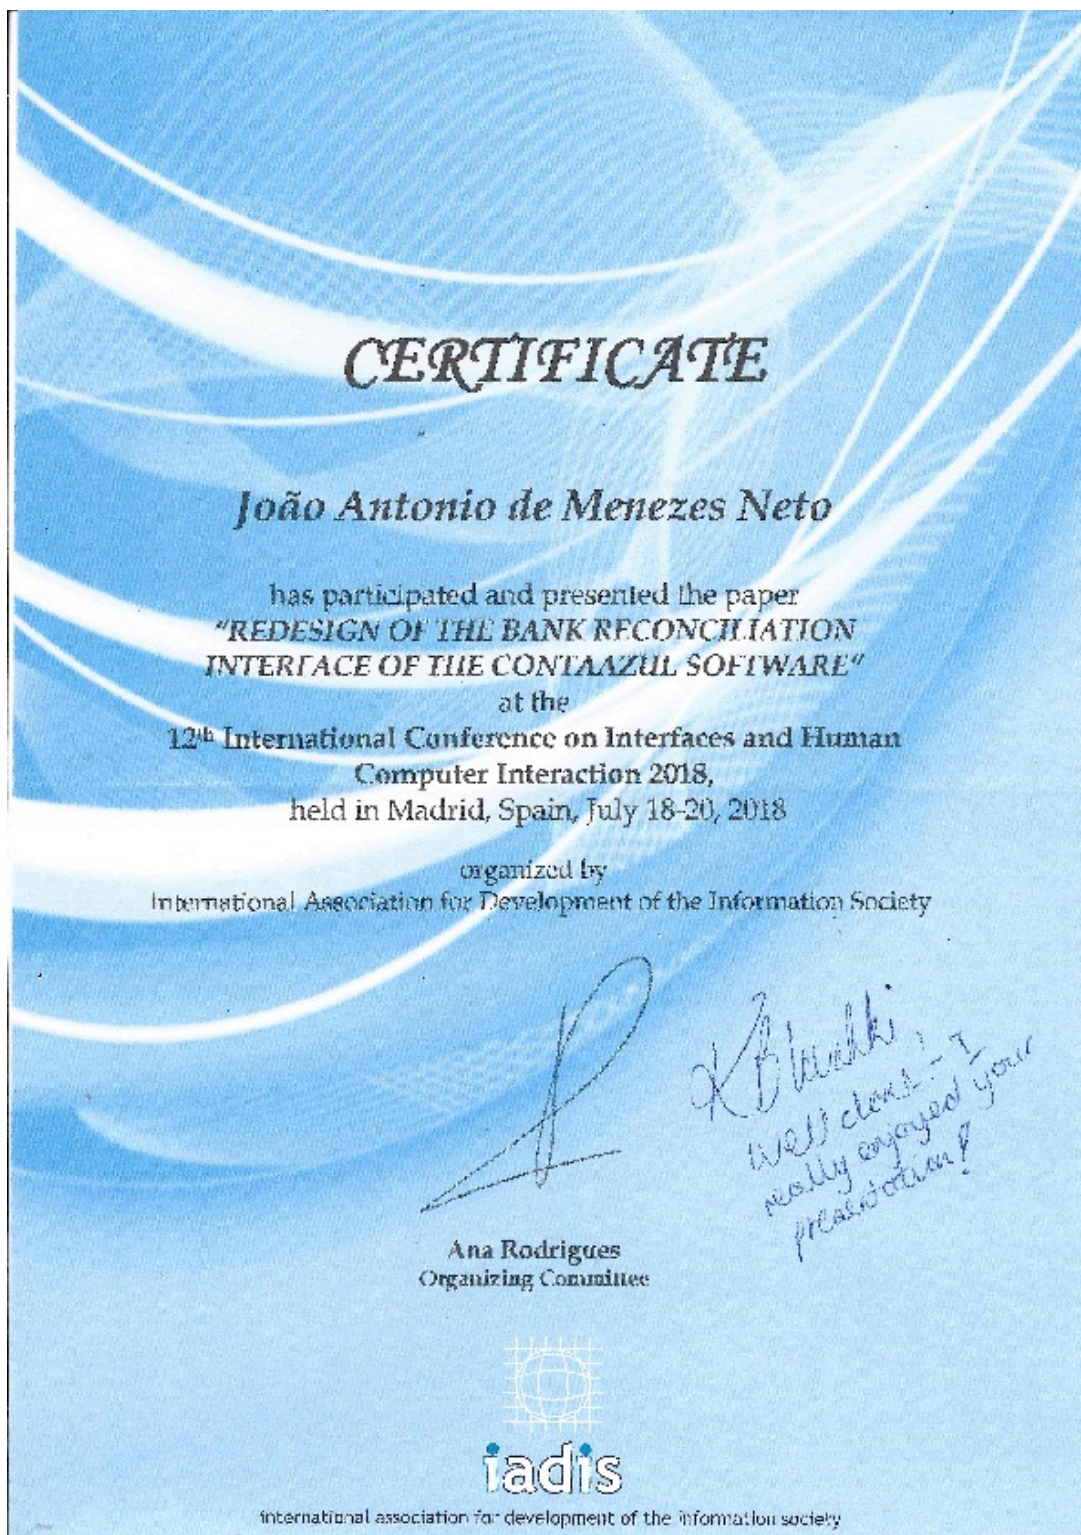 CERTIFICATE
João Antonio de Menezes Neto
has participated and presented the paper
“REDESIGN OF THE BANK RECONCILIATION
INTERFACE OF THE CONTAAZUL SOFTWARE”
at the
12th International Conference on Interfaces and Human
Computer Interaction 2018,
held in Madrid, Spain, July 18-20, 2018
organized by
International Association for Development of the Information Society
well done! - I
really enjoyed your
presentation!
Ana Rodrigues
Organizing Committee
iadis
international association for development of the information society